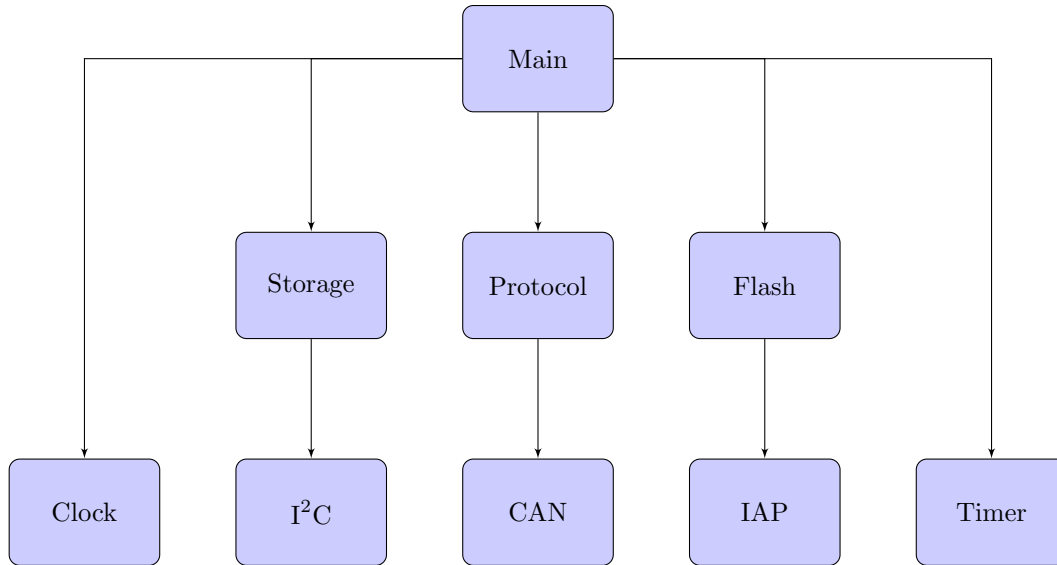 Main
Storage
Protocol
Flash
Clock
I²C
CAN
IAP
Timer